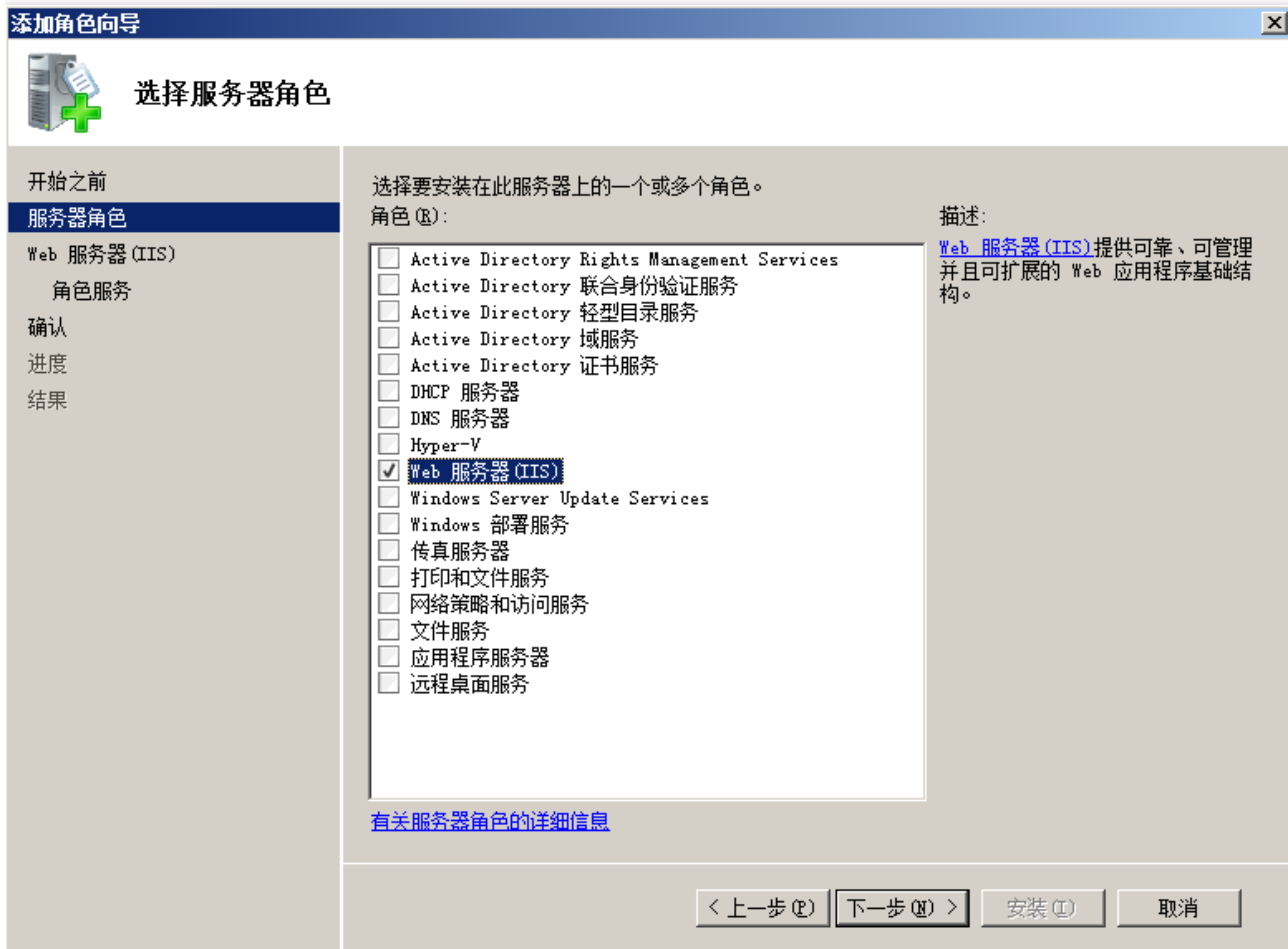 添加角色向导
选择服务器角色
开始之前
服务器角色
Web 服务器(IIS)
角色服务
确认
进度
结果
选择要安装在此服务器上的一个或多个角色。
角色(R):
Active Directory Rights Management Services
Active Directory 联合身份验证服务
Active Directory 轻型目录服务
Active Directory 域服务
Active Directory 证书服务
DHCP 服务器
DNS 服务器
Hyper-V
Web 服务器(IIS)
Windows Server Update Services
Windows 部署服务
传真服务器
打印和文件服务
网络策略和访问服务
文件服务
应用程序服务器
远程桌面服务
有关服务器角色的详细信息
描述:
Web 服务器(IIS)提供可靠、可管理
并且可扩展的 Web 应用程序基础结
构。
< 上一步(P)
下一步(N) >
安装(I)
取消